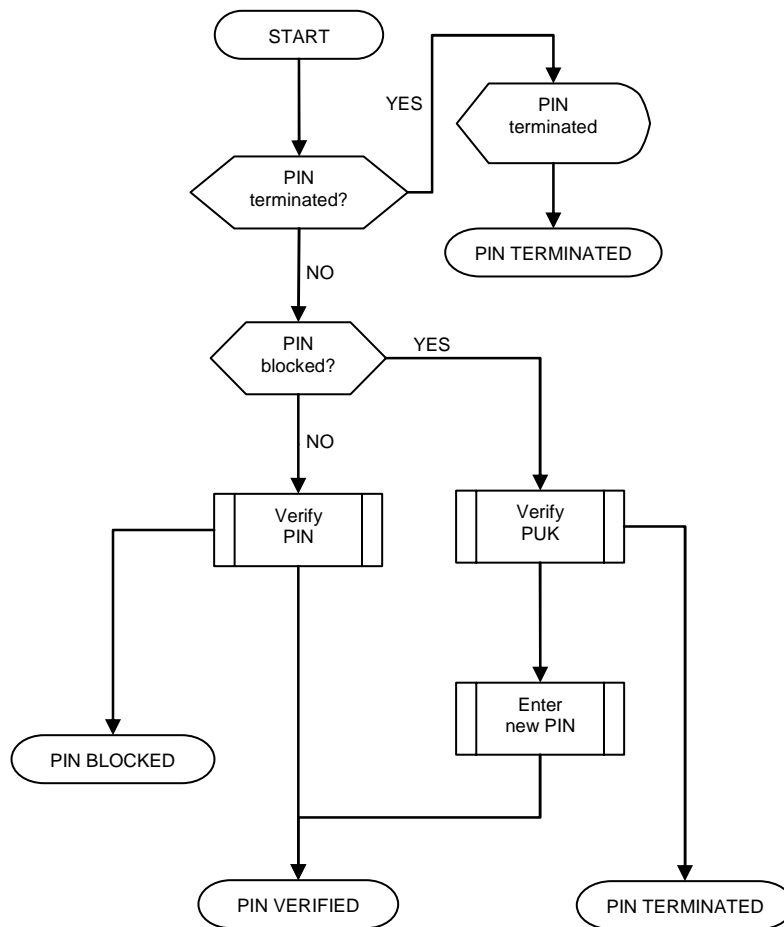 START
YES
PIN
terminated
PIN
terminated?
PIN TERMINATED
NO
PIN
blocked?
YES
NO
Verify
PIN
Verify
PUK
Enter
new PIN
PIN BLOCKED
PIN VERIFIED
PIN TERMINATED